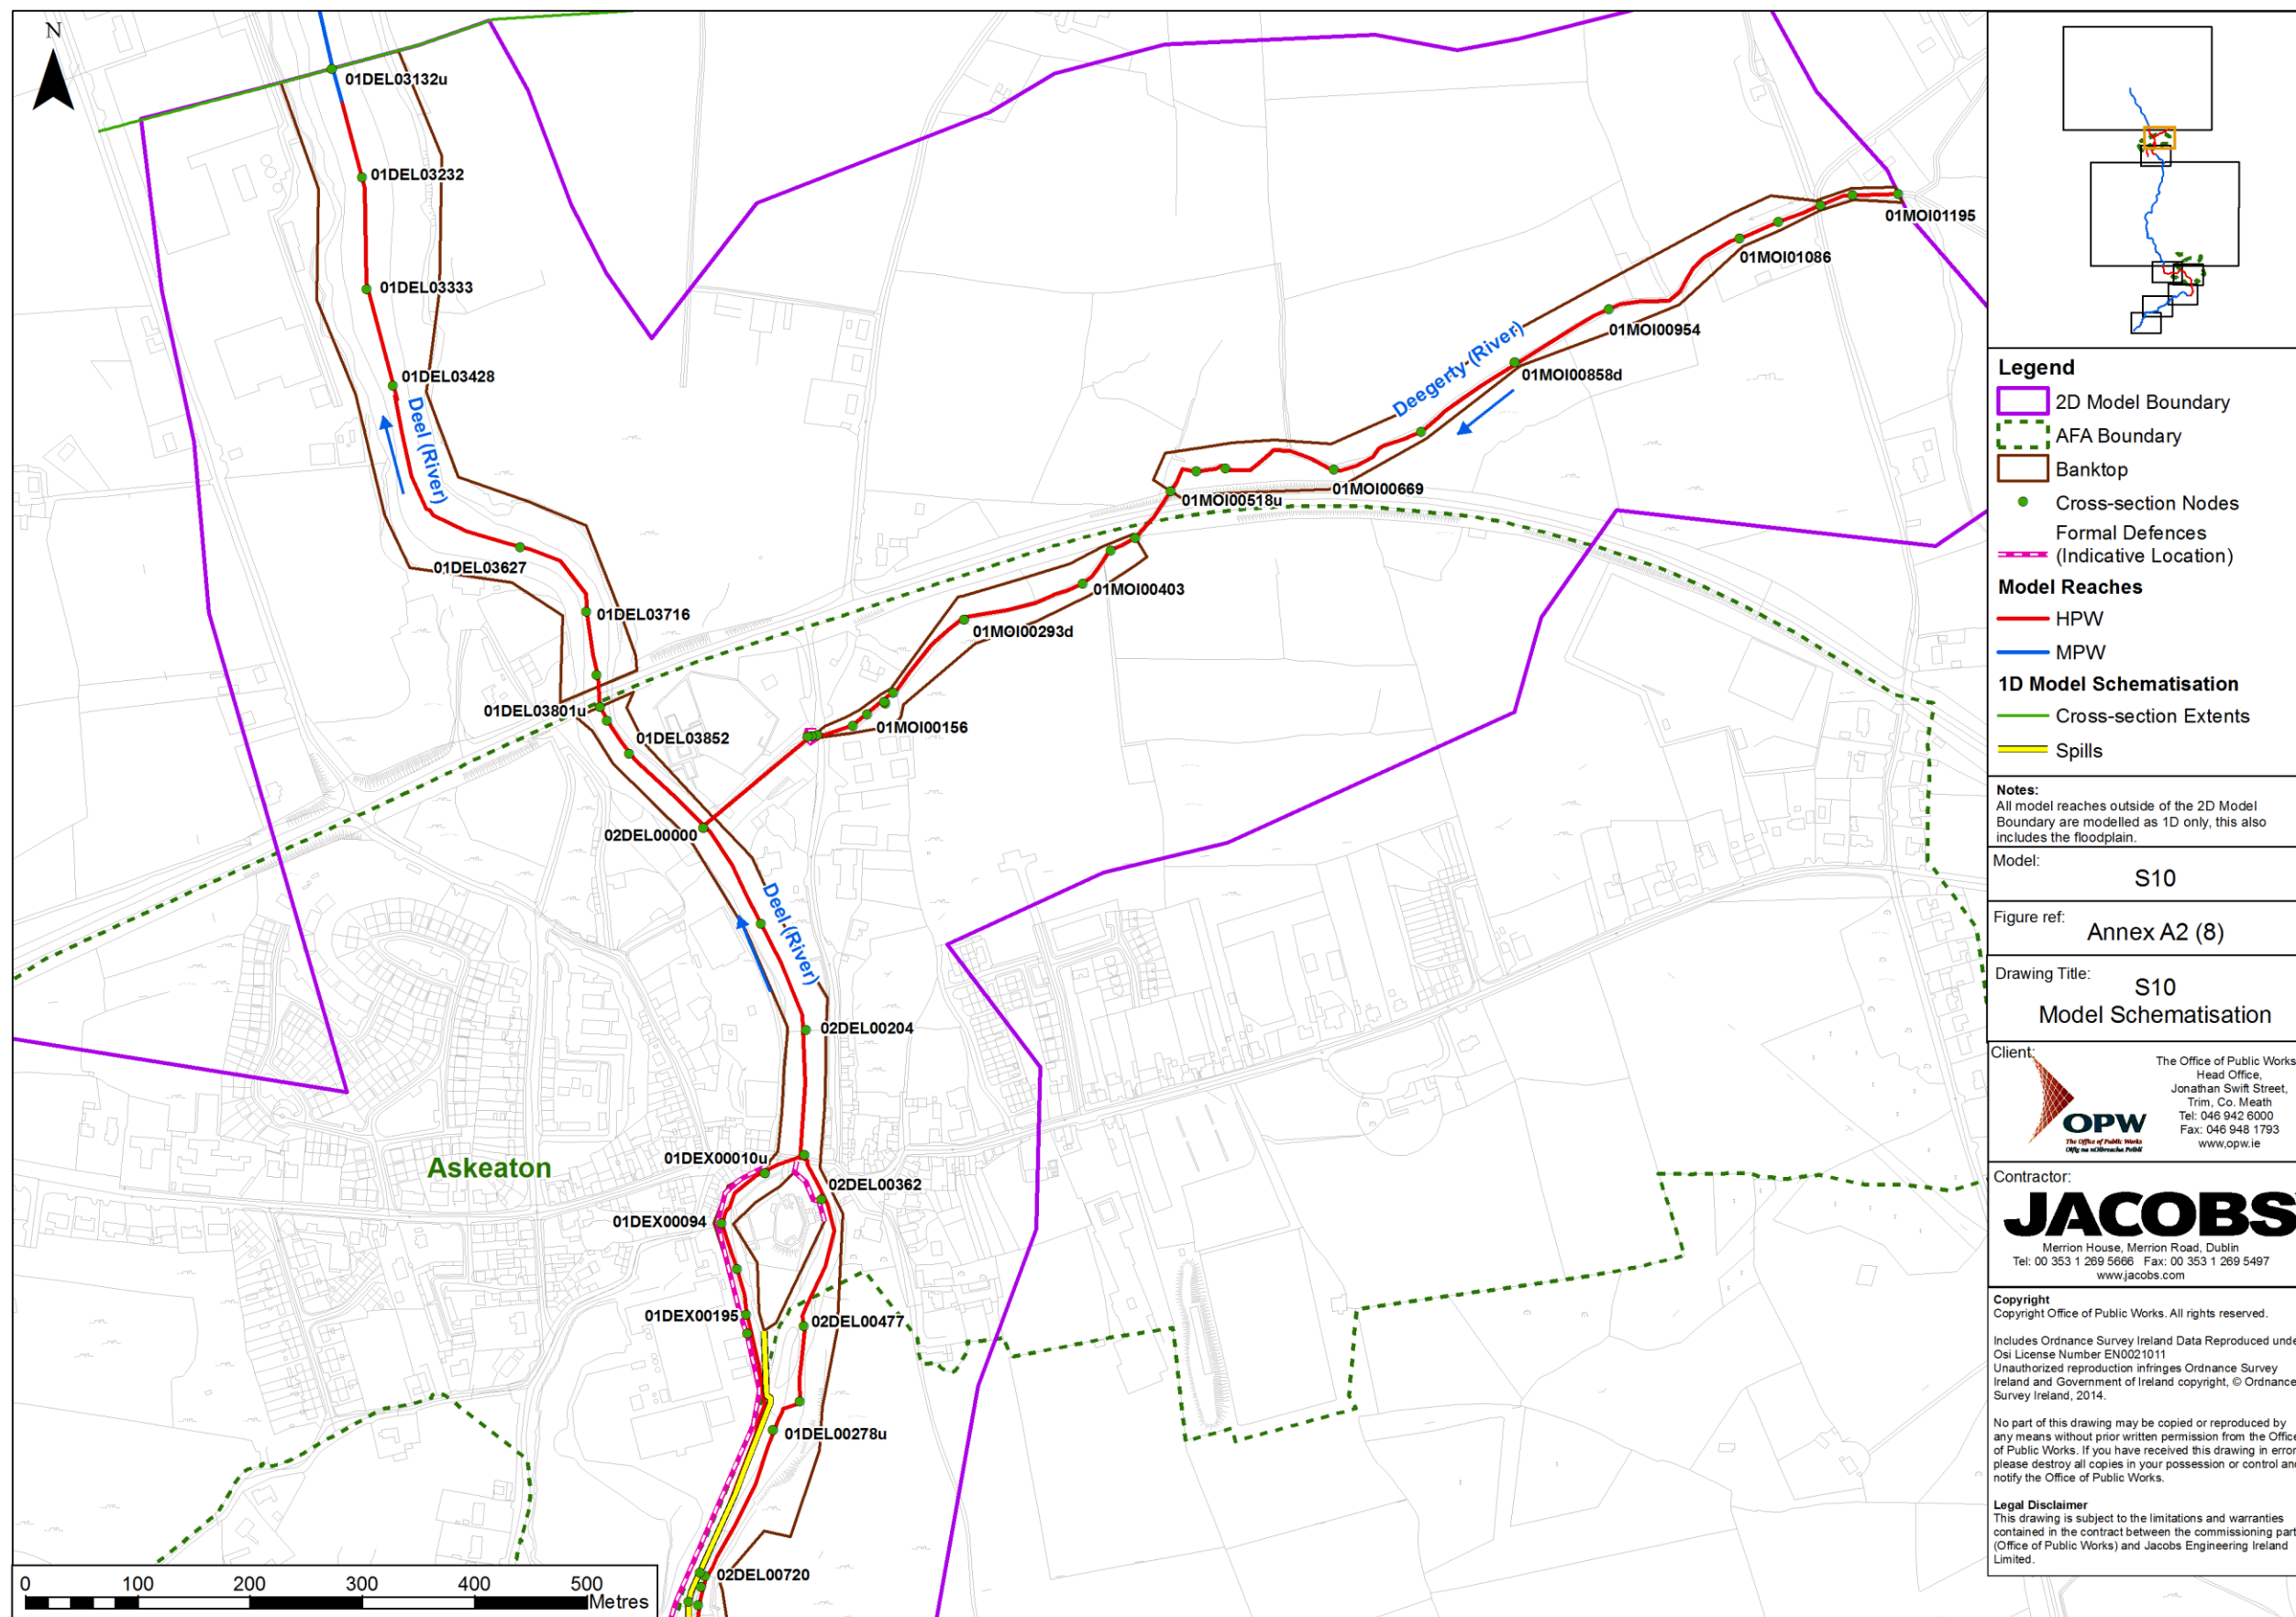 N
01DEL03132u
01DEL03232
01DEL03333
01DEL03428
Deel (River)
01DEL03627
01DEL03716
01DEL03801u
01DEL03852
02DEL00000
Deel (River)
02DEL00204
01DEX00010u
02DEL00362
01DEX00094
01DEX00195
02DEL00477
01DEL00278u
02DEL00720
01MOI01195
01MOI01086
01MOI00954
01MOI00858d
Deegerty (River)
01MOI00669
01MOI00518u
01MOI00403
01MOI00293d
01MOI00156
Askeaton
0 100 200 300 400 500
Metres
Legend
2D Model Boundary
AFA Boundary
Banktop
Cross-section Nodes
Formal Defences
(Indicative Location)
Model Reaches
HPW
MPW
1D Model Schematisation
Cross-section Extents
Spills
Notes:
All model reaches outside of the 2D Model
Boundary are modelled as 1D only, this also
includes the floodplain.
Model:
S10
Figure ref:
Annex A2 (8)
Drawing Title:
S10
Model Schematisation
Client:
The Office of Public Works
Head Office,
Jonathan Swift Street,
Trim, Co. Meath
Tel: 046 942 6000
Fax: 046 948 1793
www,opw.ie
OPW
The Office of Public Works
Oifig na nOibreacha Poiblí
Contractor:
JACOBS
Merrion House, Merrion Road, Dublin
Tel: 00 353 1 269 5666 Fax: 00 353 1 269 5497
www.jacobs.com
Copyright
Copyright Office of Public Works. All rights reserved.
Includes Ordnance Survey Ireland Data Reproduced unde
Osi License Number EN0021011
Unauthorized reproduction infringes Ordnance Survey
Ireland and Government of Ireland copyright, © Ordnance
Survey Ireland, 2014.
No part of this drawing may be copied or reproduced by
any means without prior written permission from the Office
of Public Works. If you have received this drawing in error
please destroy all copies in your possession or control and
notify the Office of Public Works.
Legal Disclaimer
This drawing is subject to the limitations and warranties
contained in the contract between the commissioning part
(Office of Public Works) and Jacobs Engineering Ireland
Limited.